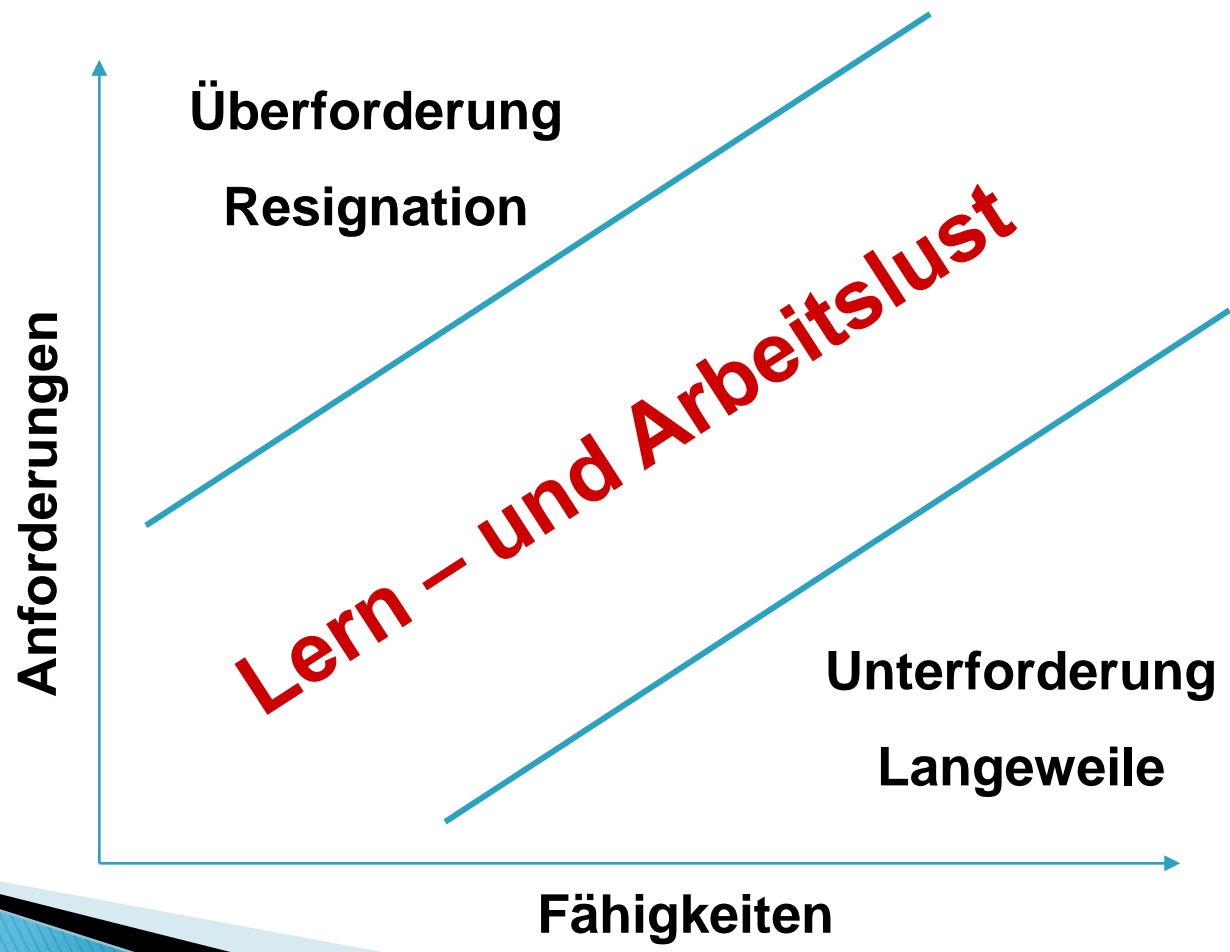 Überforderung
Resignation
Anforderungen
Lern – und Arbeitslust
Unterforderung
Langeweile
Fähigkeiten